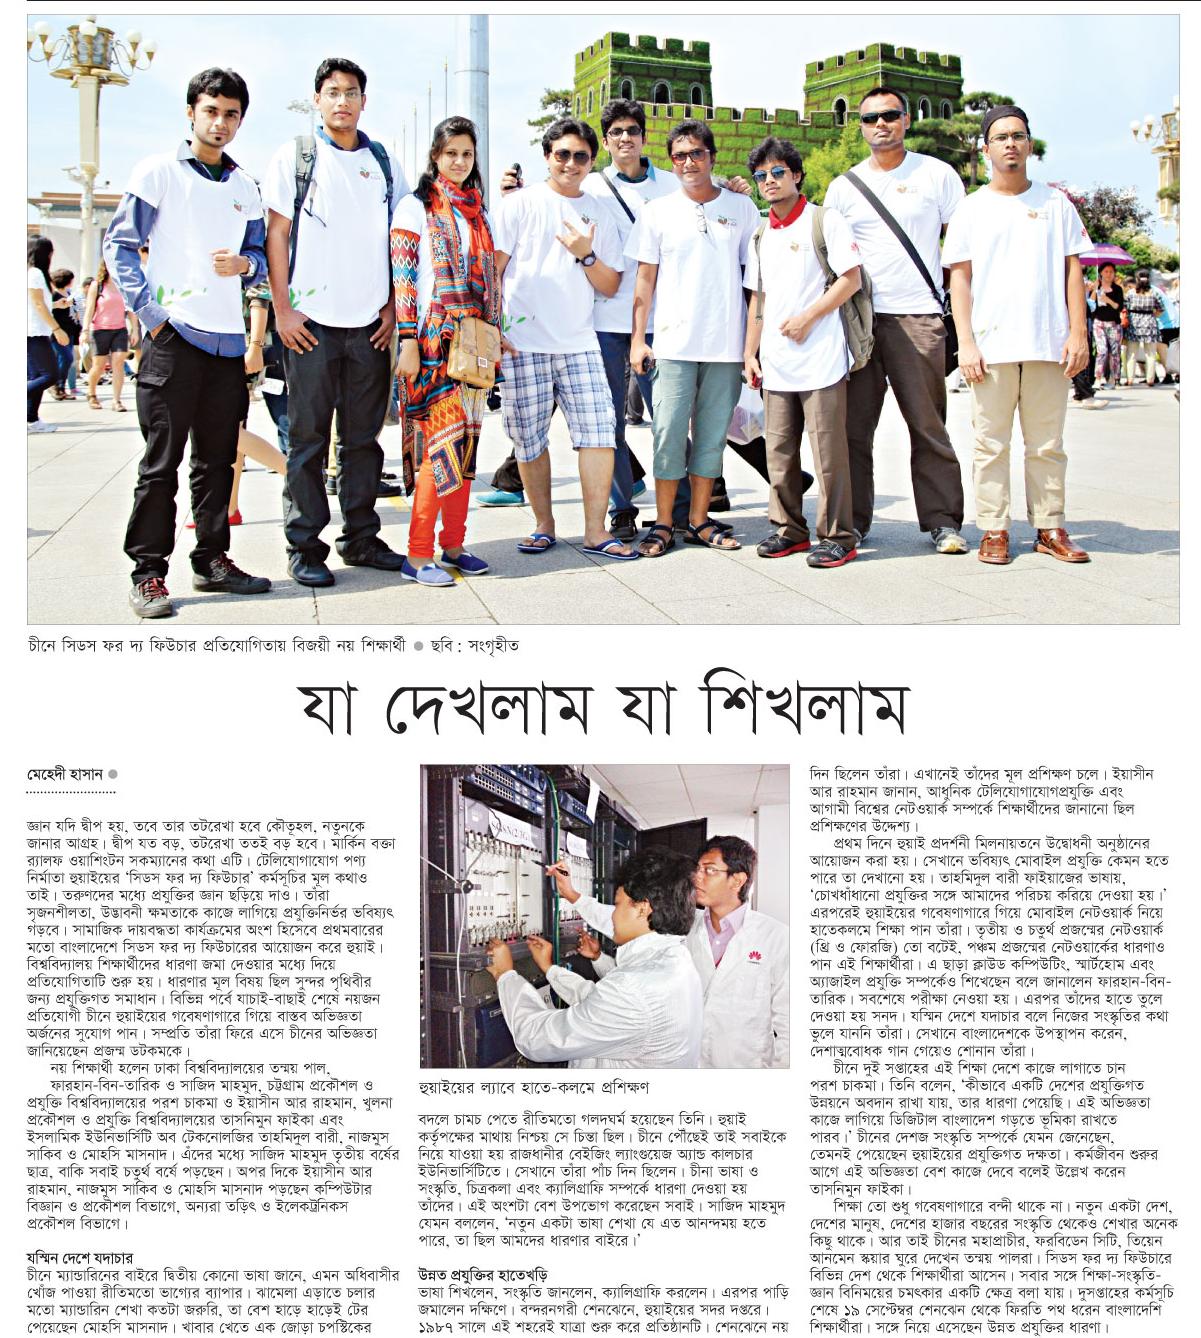 চীনে সিডস ফর দ্য ফিউচার প্রতিযোগিতায় বিজয়ী নয় শিক্ষার্থী ● ছবি : সংগৃহীত
যা দেখলাম যা শিখলাম
মেহেদী হাসান ●
জ্ঞান যদি দ্বীপ হয়, তবে তার তটরেখা হবে কৌতূহল, নতুনকে
জানার আগ্রহ। দ্বীপ যত বড়, তটরেখা ততই বড় হবে। মার্কিন বক্তা
র‍্যালফ ওয়াশিংটন সকম্যানের কথা এটি। টেলিযোগাযোগ পণ্য
নির্মাতা হুয়াইয়ের ‘সিডস ফর দ্য ফিউচার’ কর্মসূচির মূল কথাও
তাই। তরুণদের মধ্যে প্রযুক্তির জ্ঞান ছড়িয়ে দাও। তাঁরা
সৃজনশীলতা, উদ্ভাবনী ক্ষমতাকে কাজে লাগিয়ে প্রযুক্তিনির্ভর ভবিষ্যৎ
গড়বে। সামাজিক দায়বদ্ধতা কার্যক্রমের অংশ হিসেবে প্রথমবারের
মতো বাংলাদেশে সিডস ফর দ্য ফিউচারের আয়োজন করে হুয়াই।
বিশ্ববিদ্যালয় শিক্ষার্থীদের ধারণা জমা দেওয়ার মধ্যে দিয়ে
প্রতিযোগিতাটি শুরু হয়। ধারণার মূল বিষয় ছিল সুন্দর পৃথিবীর
জন্য প্রযুক্তিগত সমাধান। বিভিন্ন পর্বে যাচাই-বাছাই শেষে নয়জন
প্রতিযোগী চীনে হুয়াইয়ের গবেষণাগারে গিয়ে বাস্তব অভিজ্ঞতা
অর্জনের সুযোগ পান। সম্প্রতি তাঁরা ফিরে এসে চীনের অভিজ্ঞতা
জানিয়েছেন প্রজন্ম ডটকমকে।
নয় শিক্ষার্থী হলেন ঢাকা বিশ্ববিদ্যালয়ের তন্ময় পাল,
ফারহান-বিন-তারিক ও সাজিদ মাহমুদ, চট্টগ্রাম প্রকৌশল ও
প্রযুক্তি বিশ্ববিদ্যালয়ের পরশ চাকমা ও ইয়াসীন আর রাহমান, খুলনা
প্রকৌশল ও প্রযুক্তি বিশ্ববিদ্যালয়ের তাসনিমুন ফাইকা এবং
ইসলামিক ইউনিভার্সিটি অব টেকনোলজির তাহমিদুল বারী, নাজমুস
সাকিব ও মোহসি মাসনাদ। এঁদের মধ্যে সাজিদ মাহমুদ তৃতীয় বর্ষের
ছাত্র, বাকি সবাই চতুর্থ বর্ষে পড়ছেন। অপর দিকে ইয়াসীন আর
রাহমান, নাজমুস সাকিব ও মোহসি মাসনাদ পড়ছেন কম্পিউটার
বিজ্ঞান ও প্রকৌশল বিভাগে, অন্যরা তড়িৎ ও ইলেকট্রনিকস
প্রকৌশল বিভাগে।
যস্মিন দেশে যদাচার
চীনে ম্যান্ডারিনের বাইরে দ্বিতীয় কোনো ভাষা জানে, এমন অধিবাসীর
খোঁজ পাওয়া রীতিমতো ভাগ্যের ব্যাপার। ঝামেলা এড়াতে চলার
মতো ম্যান্ডারিন শেখা কতটা জরুরি, তা বেশ হাড়ে হাড়েই টের
পেয়েছেন মোহসি মাসনাদ। খাবার খেতে এক জোড়া চপস্টিকের
হুয়াইয়ের ল্যাবে হাতে-কলমে প্রশিক্ষণ
বদলে চামচ পেতে রীতিমতো গলদঘর্ম হয়েছেন তিনি। হুয়াই
কর্তৃপক্ষের মাথায় নিশ্চয় সে চিন্তা ছিল। চীনে পৌঁছেই তাই সবাইকে
নিয়ে যাওয়া হয় রাজধানীর বেইজিং ল্যাংগুয়েজ অ্যান্ড কালচার
ইউনিভার্সিটিতে। সেখানে তাঁরা পাঁচ দিন ছিলেন। চীনা ভাষা ও
সংস্কৃতি, চিত্রকলা এবং ক্যালিগ্রাফি সম্পর্কে ধারণা দেওয়া হয়
তাঁদের। এই অংশটা বেশ উপভোগ করেছেন সবাই। সাজিদ মাহমুদ
যেমন বললেন, ‘নতুন একটা ভাষা শেখা যে এত আনন্দময় হতে
পারে, তা ছিল আমদের ধারণার বাইরে।’
উন্নত প্রযুক্তির হাতেখড়ি
ভাষা শিখলেন, সংস্কৃতি জানলেন, ক্যালিগ্রাফি করলেন। এরপর পাড়ি
জমালেন দক্ষিণে। বন্দরনগরী শেনঝেনে, হুয়াইয়ের সদর দপ্তরে।
১৯৮৭ সালে এই শহরেই যাত্রা শুরু করে প্রতিষ্ঠানটি। শেনঝেনে নয়
দিন ছিলেন তাঁরা। এখানেই তাঁদের মূল প্রশিক্ষণ চলে। ইয়াসীন
আর রাহমান জানান, আধুনিক টেলিযোগাযোগপ্রযুক্তি এবং
আগামী বিশ্বের নেটওয়ার্ক সম্পর্কে শিক্ষার্থীদের জানানো ছিল
প্রশিক্ষণের উদ্দেশ্য।
প্রথম দিনে হুয়াই প্রদর্শনী মিলনায়তনে উদ্বোধনী অনুষ্ঠানের
আয়োজন করা হয়। সেখানে ভবিষ্যৎ মোবাইল প্রযুক্তি কেমন হতে
পারে তা দেখানো হয়। তাহমিদুল বারী ফাইয়াজের ভাষায়,
‘চোখধাঁধানো প্রযুক্তির সঙ্গে আমাদের পরিচয় করিয়ে দেওয়া হয়।’
এরপরেই হুয়াইয়ের গবেষণাগারে গিয়ে মোবাইল নেটওয়ার্ক নিয়ে
হাতেকলমে শিক্ষা পান তাঁরা। তৃতীয় ও চতুর্থ প্রজন্মের নেটওয়ার্ক
(থ্রি ও ফোরজি) তো বটেই, পঞ্চম প্রজন্মের নেটওয়ার্কের ধারণাও
পান এই শিক্ষার্থীরা। এ ছাড়া ক্লাউড কম্পিউটিং, স্মার্টহোম এবং
অ্যাজাইল প্রযুক্তি সম্পর্কেও শিখেছেন বলে জানালেন ফারহান-বিন-
তারিক। সবশেষে পরীক্ষা নেওয়া হয়। এরপর তাঁদের হাতে তুলে
দেওয়া হয় সনদ। যস্মিন দেশে যদাচার বলে নিজের সংস্কৃতির কথা
ভুলে যাননি তাঁরা। সেখানে বাংলাদেশকে উপস্থাপন করেন,
দেশাত্মবোধক গান গেয়েও শোনান তাঁরা।
চীনে দুই সপ্তাহের এই শিক্ষা দেশে কাজে লাগাতে চান
পরশ চাকমা। তিনি বলেন, ‘কীভাবে একটি দেশের প্রযুক্তিগত
উন্নয়নে অবদান রাখা যায়, তার ধারণা পেয়েছি। এই অভিজ্ঞতা
কাজে লাগিয়ে ডিজিটাল বাংলাদেশ গড়তে ভূমিকা রাখতে
পারব।’ চীনের দেশজ সংস্কৃতি সম্পর্কে যেমন জেনেছেন,
তেমনই পেয়েছেন হুয়াইয়ের প্রযুক্তিগত দক্ষতা। কর্মজীবন শুরুর
আগে এই অভিজ্ঞতা বেশ কাজে দেবে বলেই উল্লেখ করেন
তাসনিমুন ফাইকা।
শিক্ষা তো শুধু গবেষণাগারে বন্দী থাকে না। নতুন একটা দেশ,
দেশের মানুষ, দেশের হাজার বছরের সংস্কৃতি থেকেও শেখার অনেক
কিছু থাকে। আর তাই চীনের মহাপ্রাচীর, ফরবিডেন সিটি, তিয়েন
আনমেন স্কয়ার ঘুরে দেখেন তন্ময় পালরা। সিডস ফর দ্য ফিউচারে
বিভিন্ন দেশ থেকে শিক্ষার্থীরা আসেন। সবার সঙ্গে শিক্ষা-সংস্কৃতি-
জ্ঞান বিনিময়ের চমৎকার একটি ক্ষেত্র বলা যায়। দুসপ্তাহের কর্মসূচি
শেষে ১৯ সেপ্টেম্বর শেনঝেন থেকে ফিরতি পথ ধরেন বাংলাদেশি
শিক্ষার্থীরা। সঙ্গে নিয়ে এসেছেন উন্নত প্রযুক্তির ধারণা।